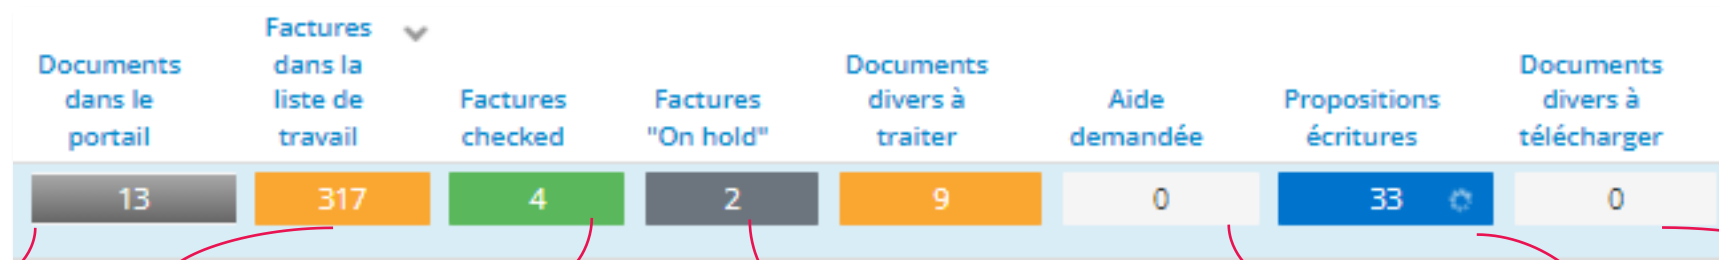 Documents
dans le
portail
Factures
dans la
liste de
travail
Factures
checked
Factures
"On hold"
Documents
divers à
traiter
Aide
demandée
Propositions
écritures
Documents
divers à
télécharger
13
317
4
2
9
0
33
0